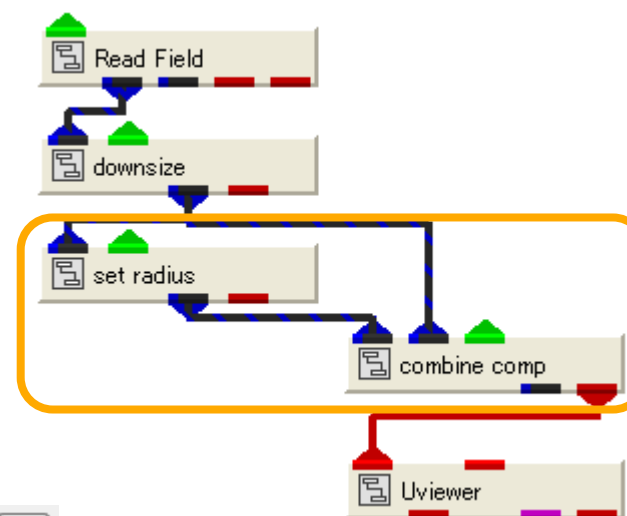 Read Field
downsize
set radius
combine comp
Uviewer